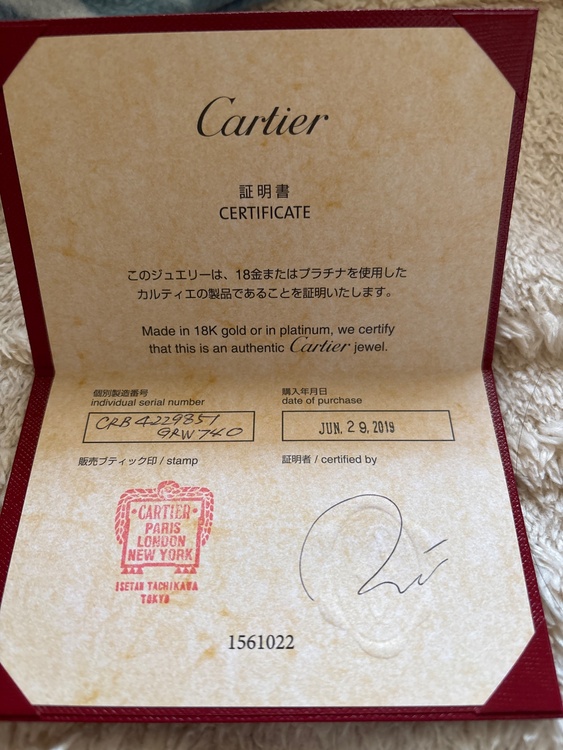 Cartier
証明書
CERTIFICATE
このジュエリーは、18金またはプラチナを使用した
カルティエの製品であることを証明いたします。
Made in 18K gold or in platinum, we certify
that this is an authentic Cartier jewel.
個別製造番号
individual serial number
CRB4229851
GRW740
購入年月日
date of purchase
JUN. 29. 2019
販売ブティック印 / stamp
証明者 / certified by
CARTIER
PARIS
LONDON
NEW YORK
ISETAN TACHIKAWA
TOKYO
1561022